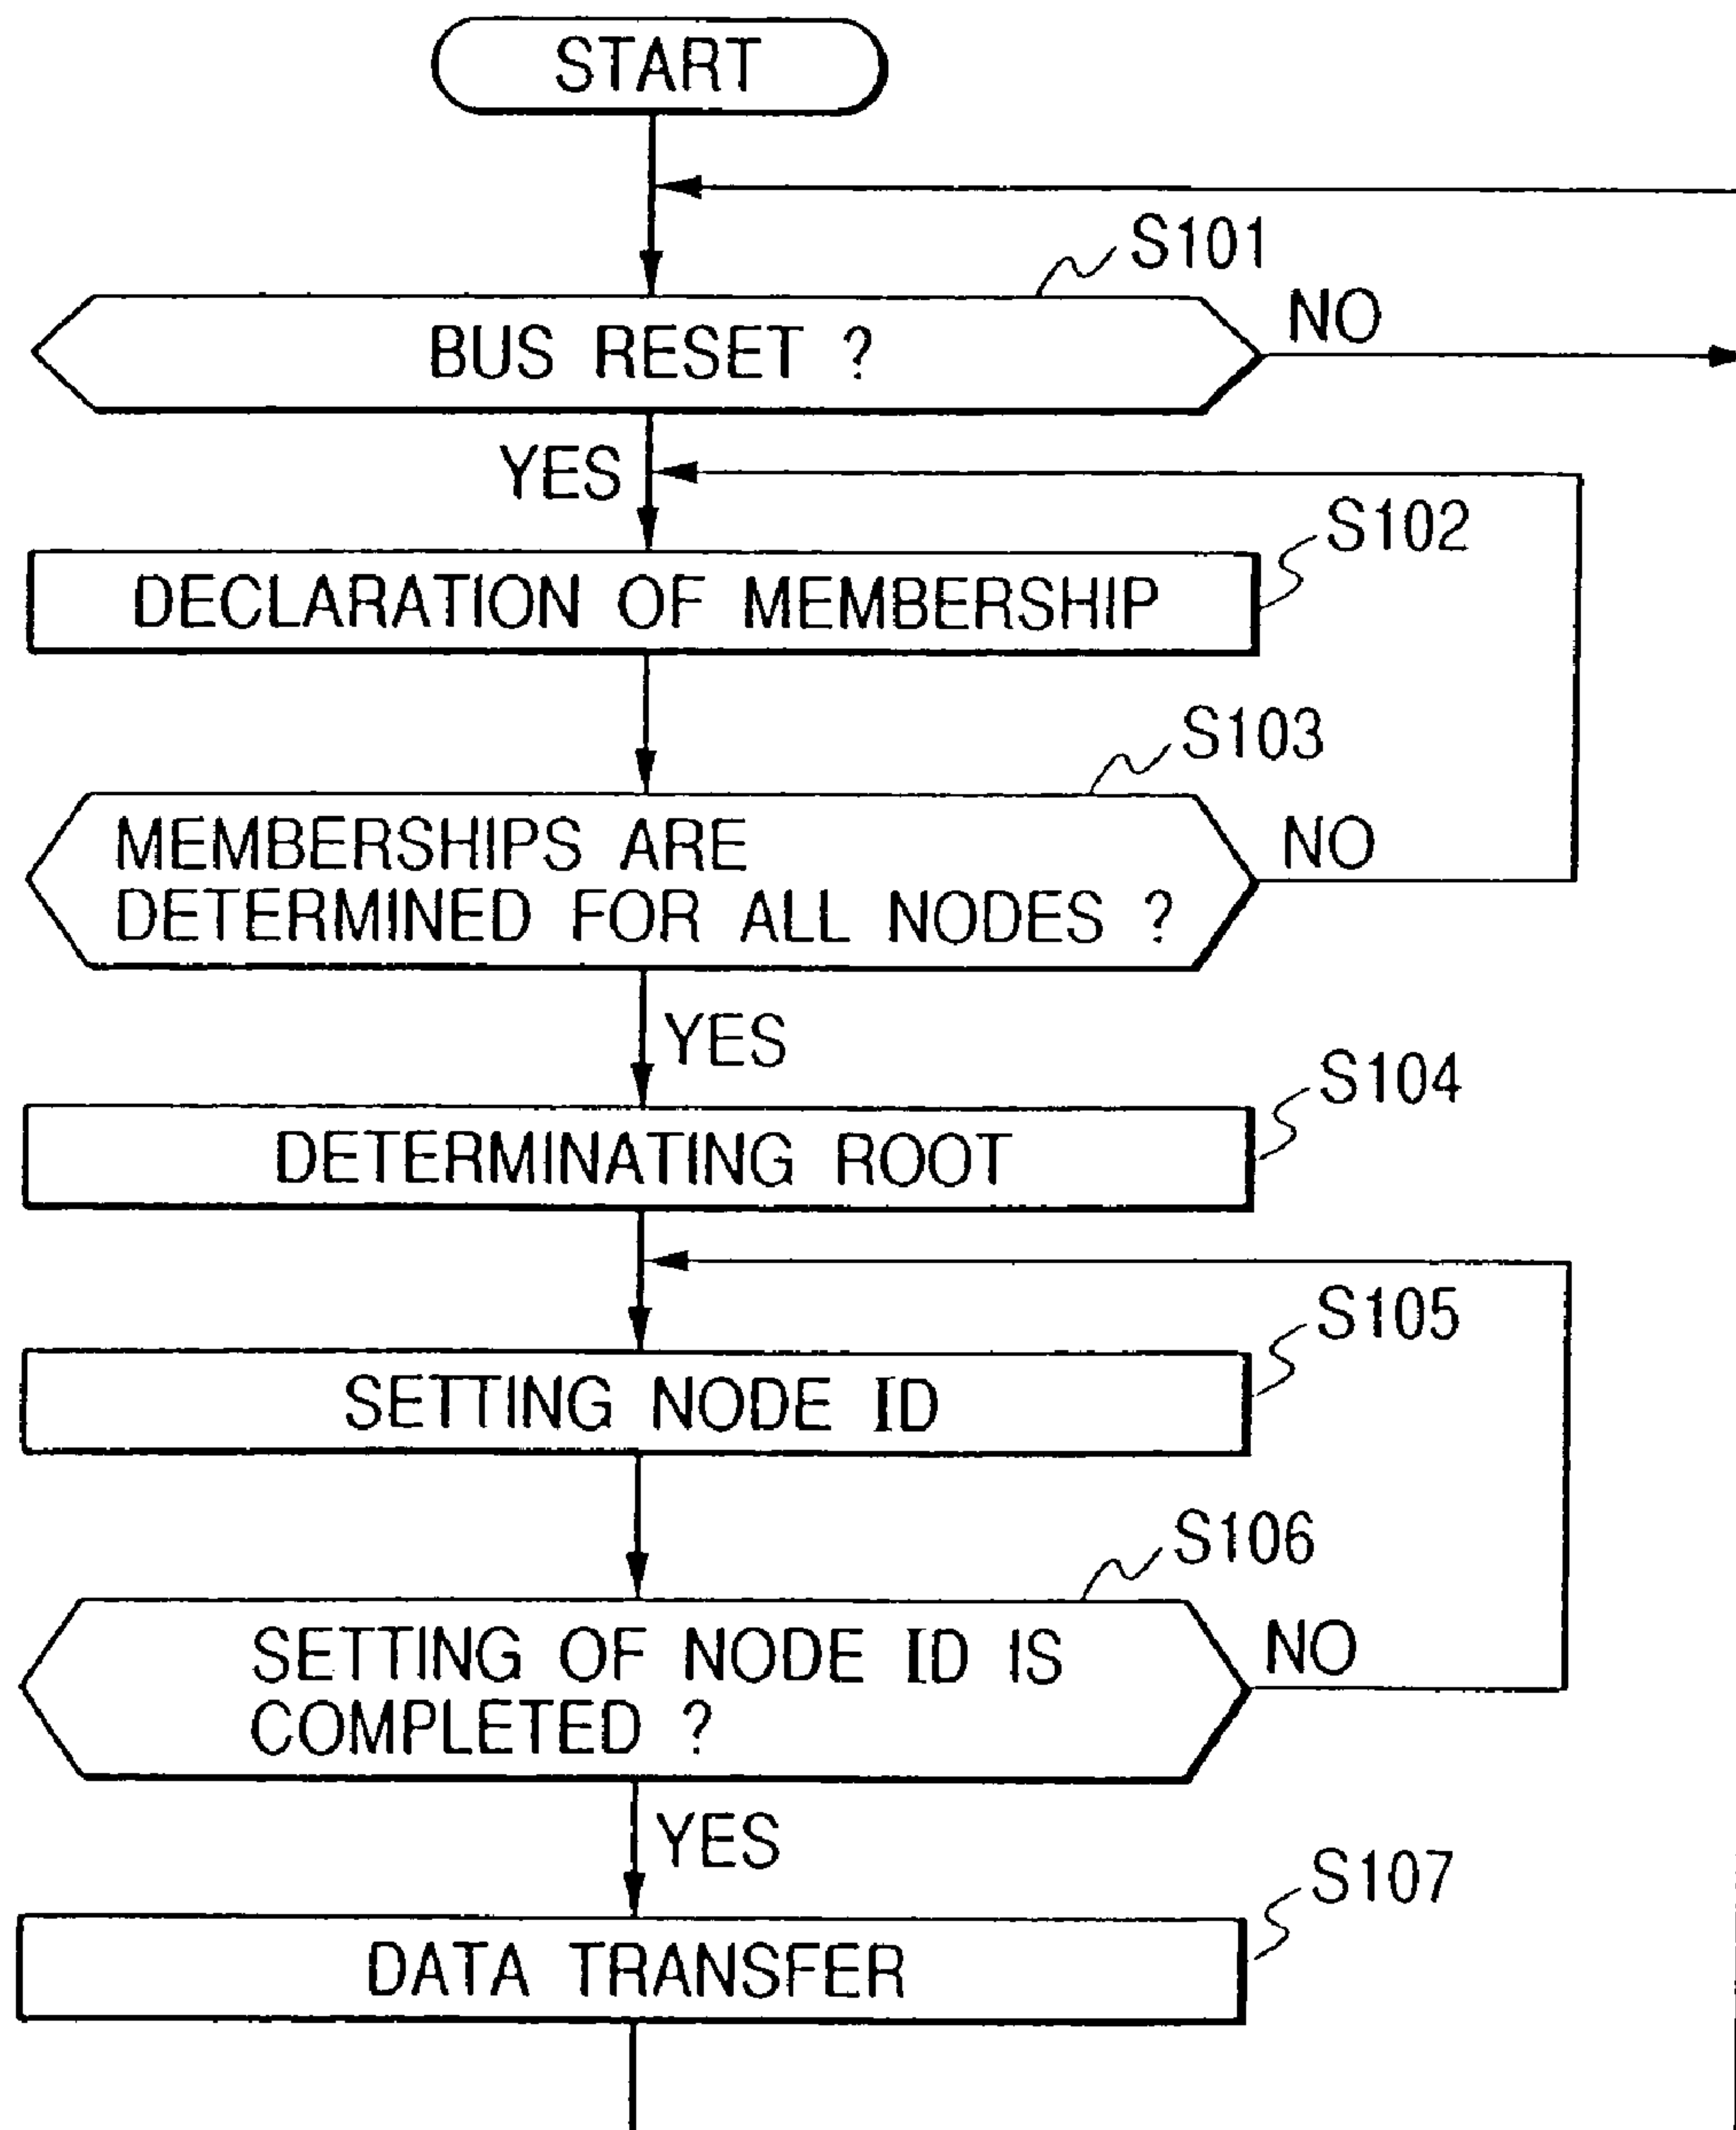 START
S101
BUS RESET ?
NO
YES
S102
DECLARATION OF MEMBERSHIP
S103
MEMBERSHIPS ARE
DETERMINED FOR ALL NODES ?
NO
YES
S104
DETERMINATING ROOT
S105
SETTING NODE ID
S106
SETTING OF NODE ID IS
COMPLETED ?
NO
YES
S107
DATA TRANSFER